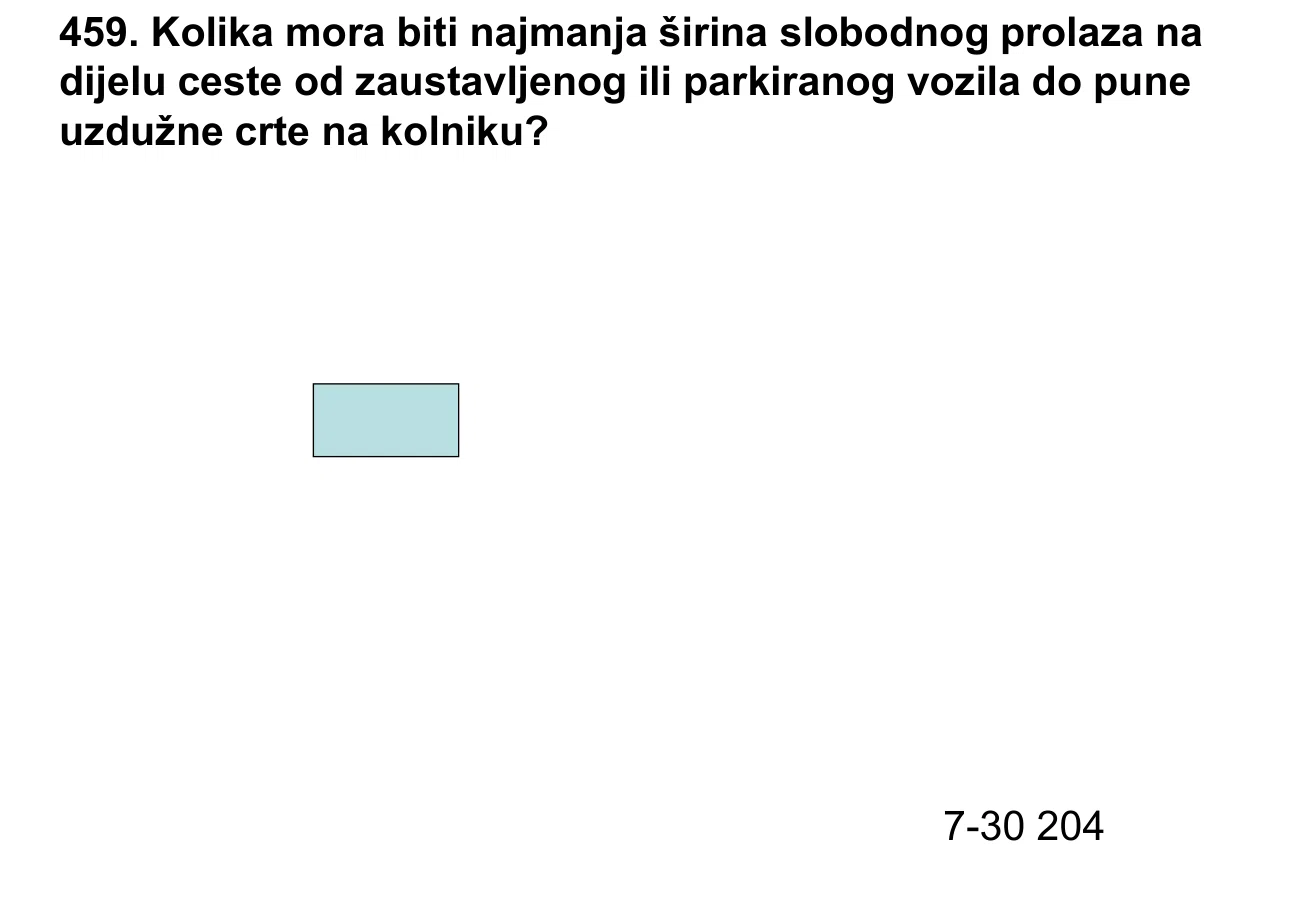 459. Kolika mora biti najmanja širina slobodnog prolaza na
dijelu ceste od zaustavljenog ili parkiranog vozila do pune
uzdužne crte na kolniku?
7-30 204